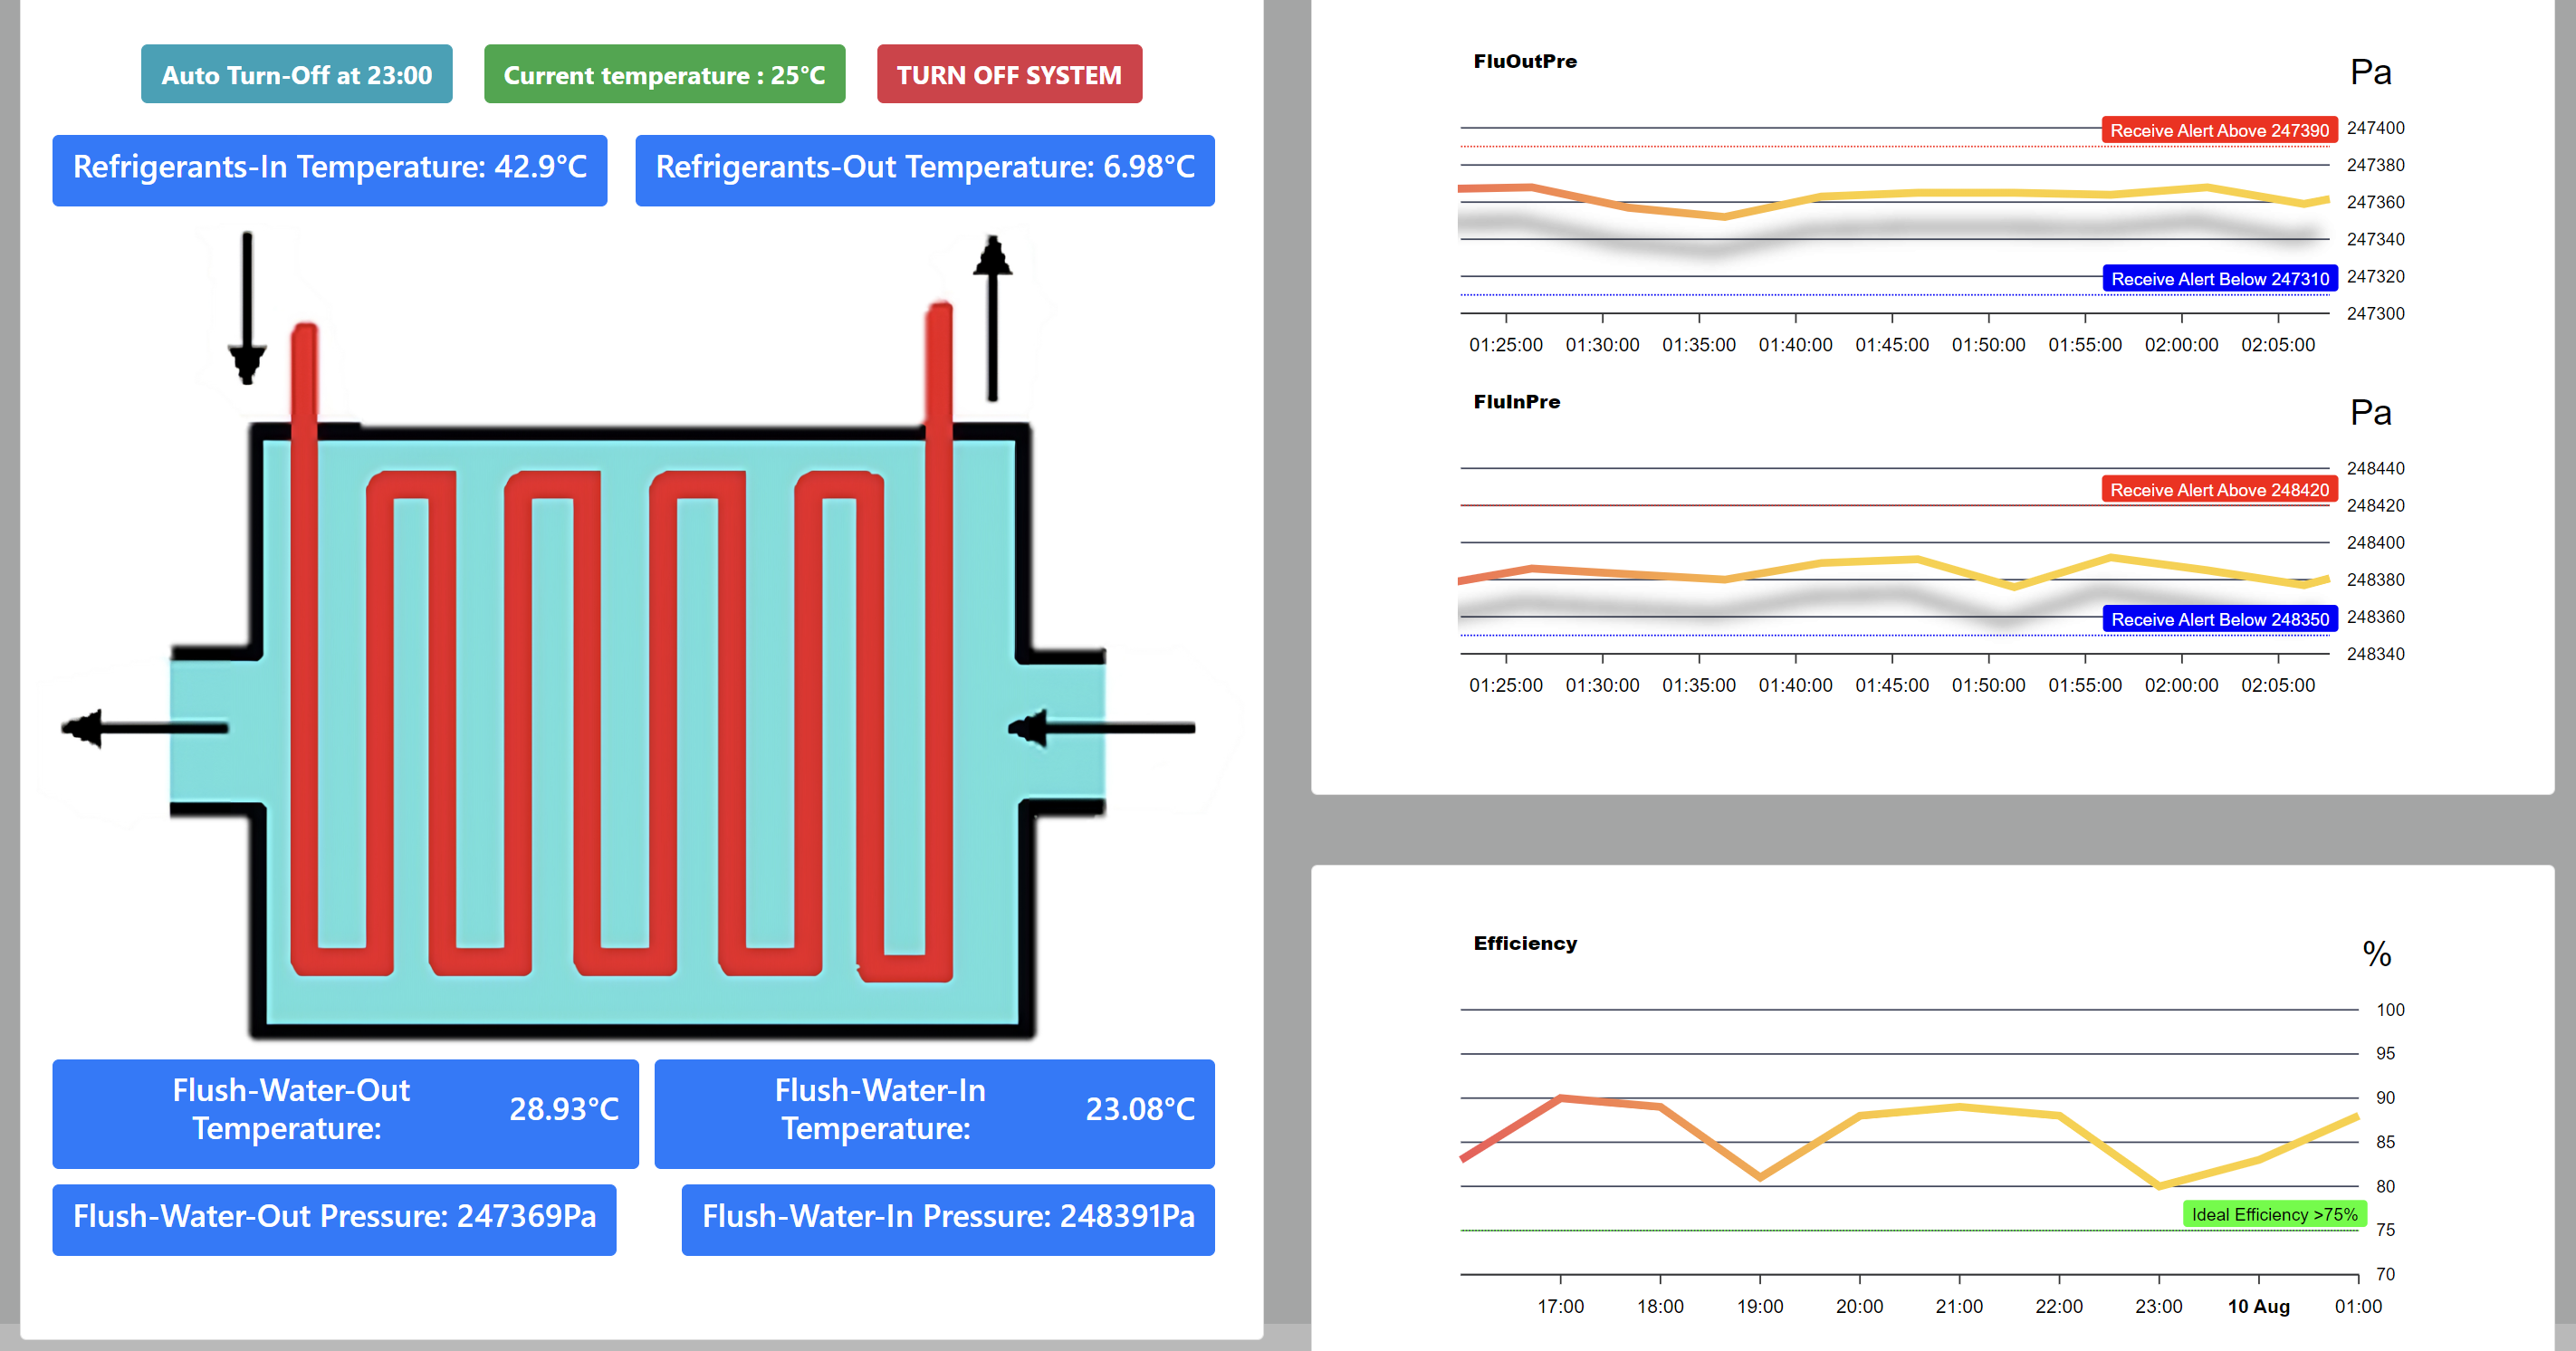 Auto Turn-Off at 23:00
Current temperature : 25°C
TURN OFF SYSTEM
Refrigerants-In Temperature: 42.9°C
Refrigerants-Out Temperature: 6.98°C
Flush-Water-Out
Temperature:
28.93°C
Flush-Water-In
Temperature:
23.08°C
Flush-Water-Out Pressure: 247369Pa
Flush-Water-In Pressure: 248391Pa
FluOutPre
Pa
Receive Alert Above 247390
247400
247380
247360
247340
Receive Alert Below 247310
247320
247300
01:25:00 01:30:00 01:35:00 01:40:00 01:45:00 01:50:00 01:55:00 02:00:00 02:05:00
FluInPre
Pa
248440
Receive Alert Above 248420
248420
248400
248380
Receive Alert Below 248350
248360
248340
01:25:00 01:30:00 01:35:00 01:40:00 01:45:00 01:50:00 01:55:00 02:00:00 02:05:00
Efficiency
%
100
95
90
85
80
Ideal Efficiency >75%
75
70
17:00 18:00 19:00 20:00 21:00 22:00 23:00 10 Aug 01:00